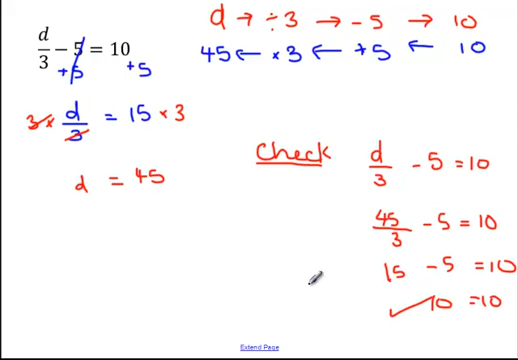 d → ÷3 → -5 → 10
45 ← ×3 ← +5 ← 10
d/3 - 5 = 10
+5 +5
3 × d/3 = 15 × 3
d = 45
Check
d/3 - 5 = 10
45/3 - 5 = 10
15 - 5 = 10
✓ 10 = 10
Extend Page